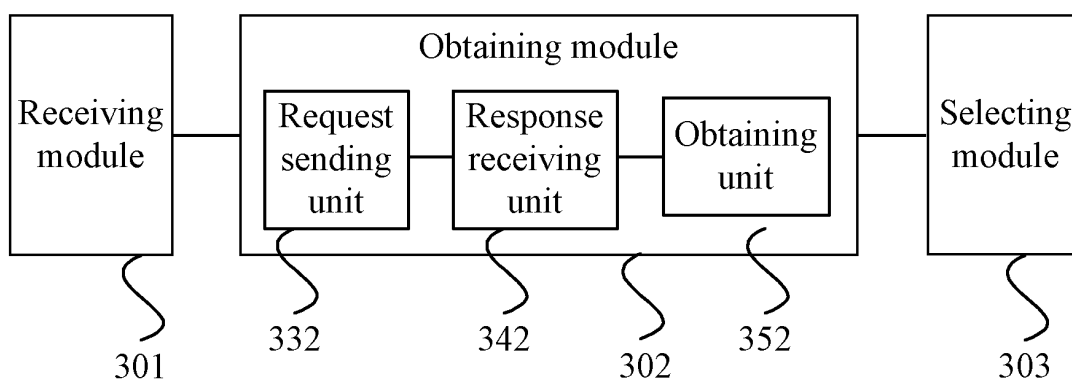 Receiving
module
Obtaining module
Request
sending
unit
Response
receiving
unit
Obtaining
unit
Selecting
module
301
332
342
302
352
303